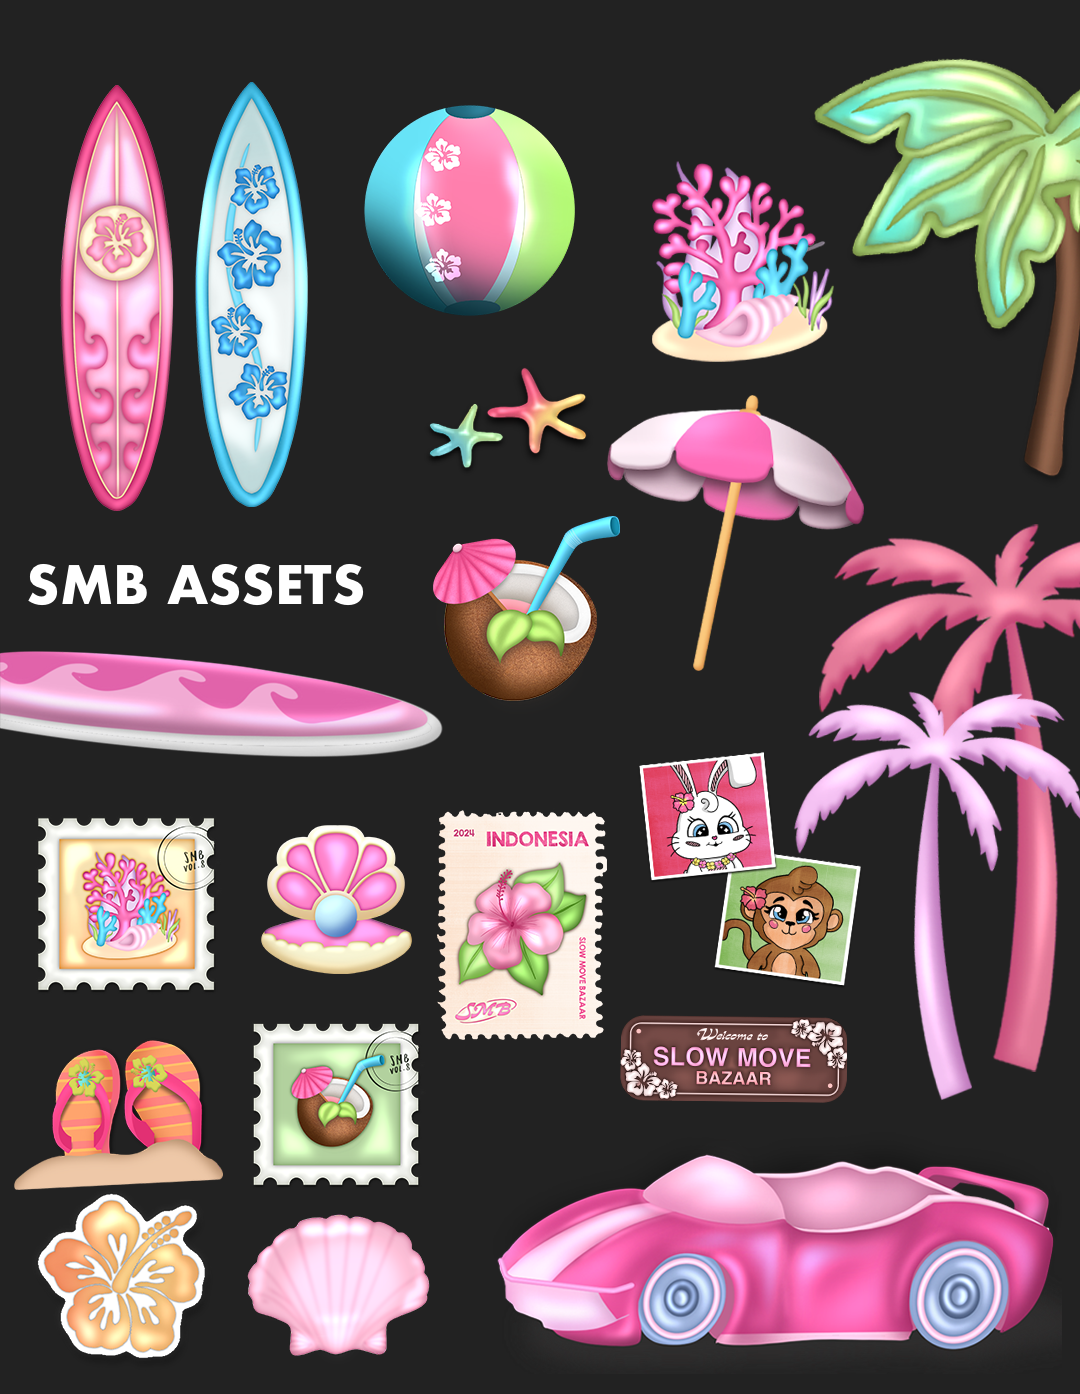 SMB ASSETS
SMB
VOL.8
2024 INDONESIA
SLOW MOVE BAZAAR
SMB
SMB
VOL.8
Welcome to
SLOW MOVE
BAZAAR